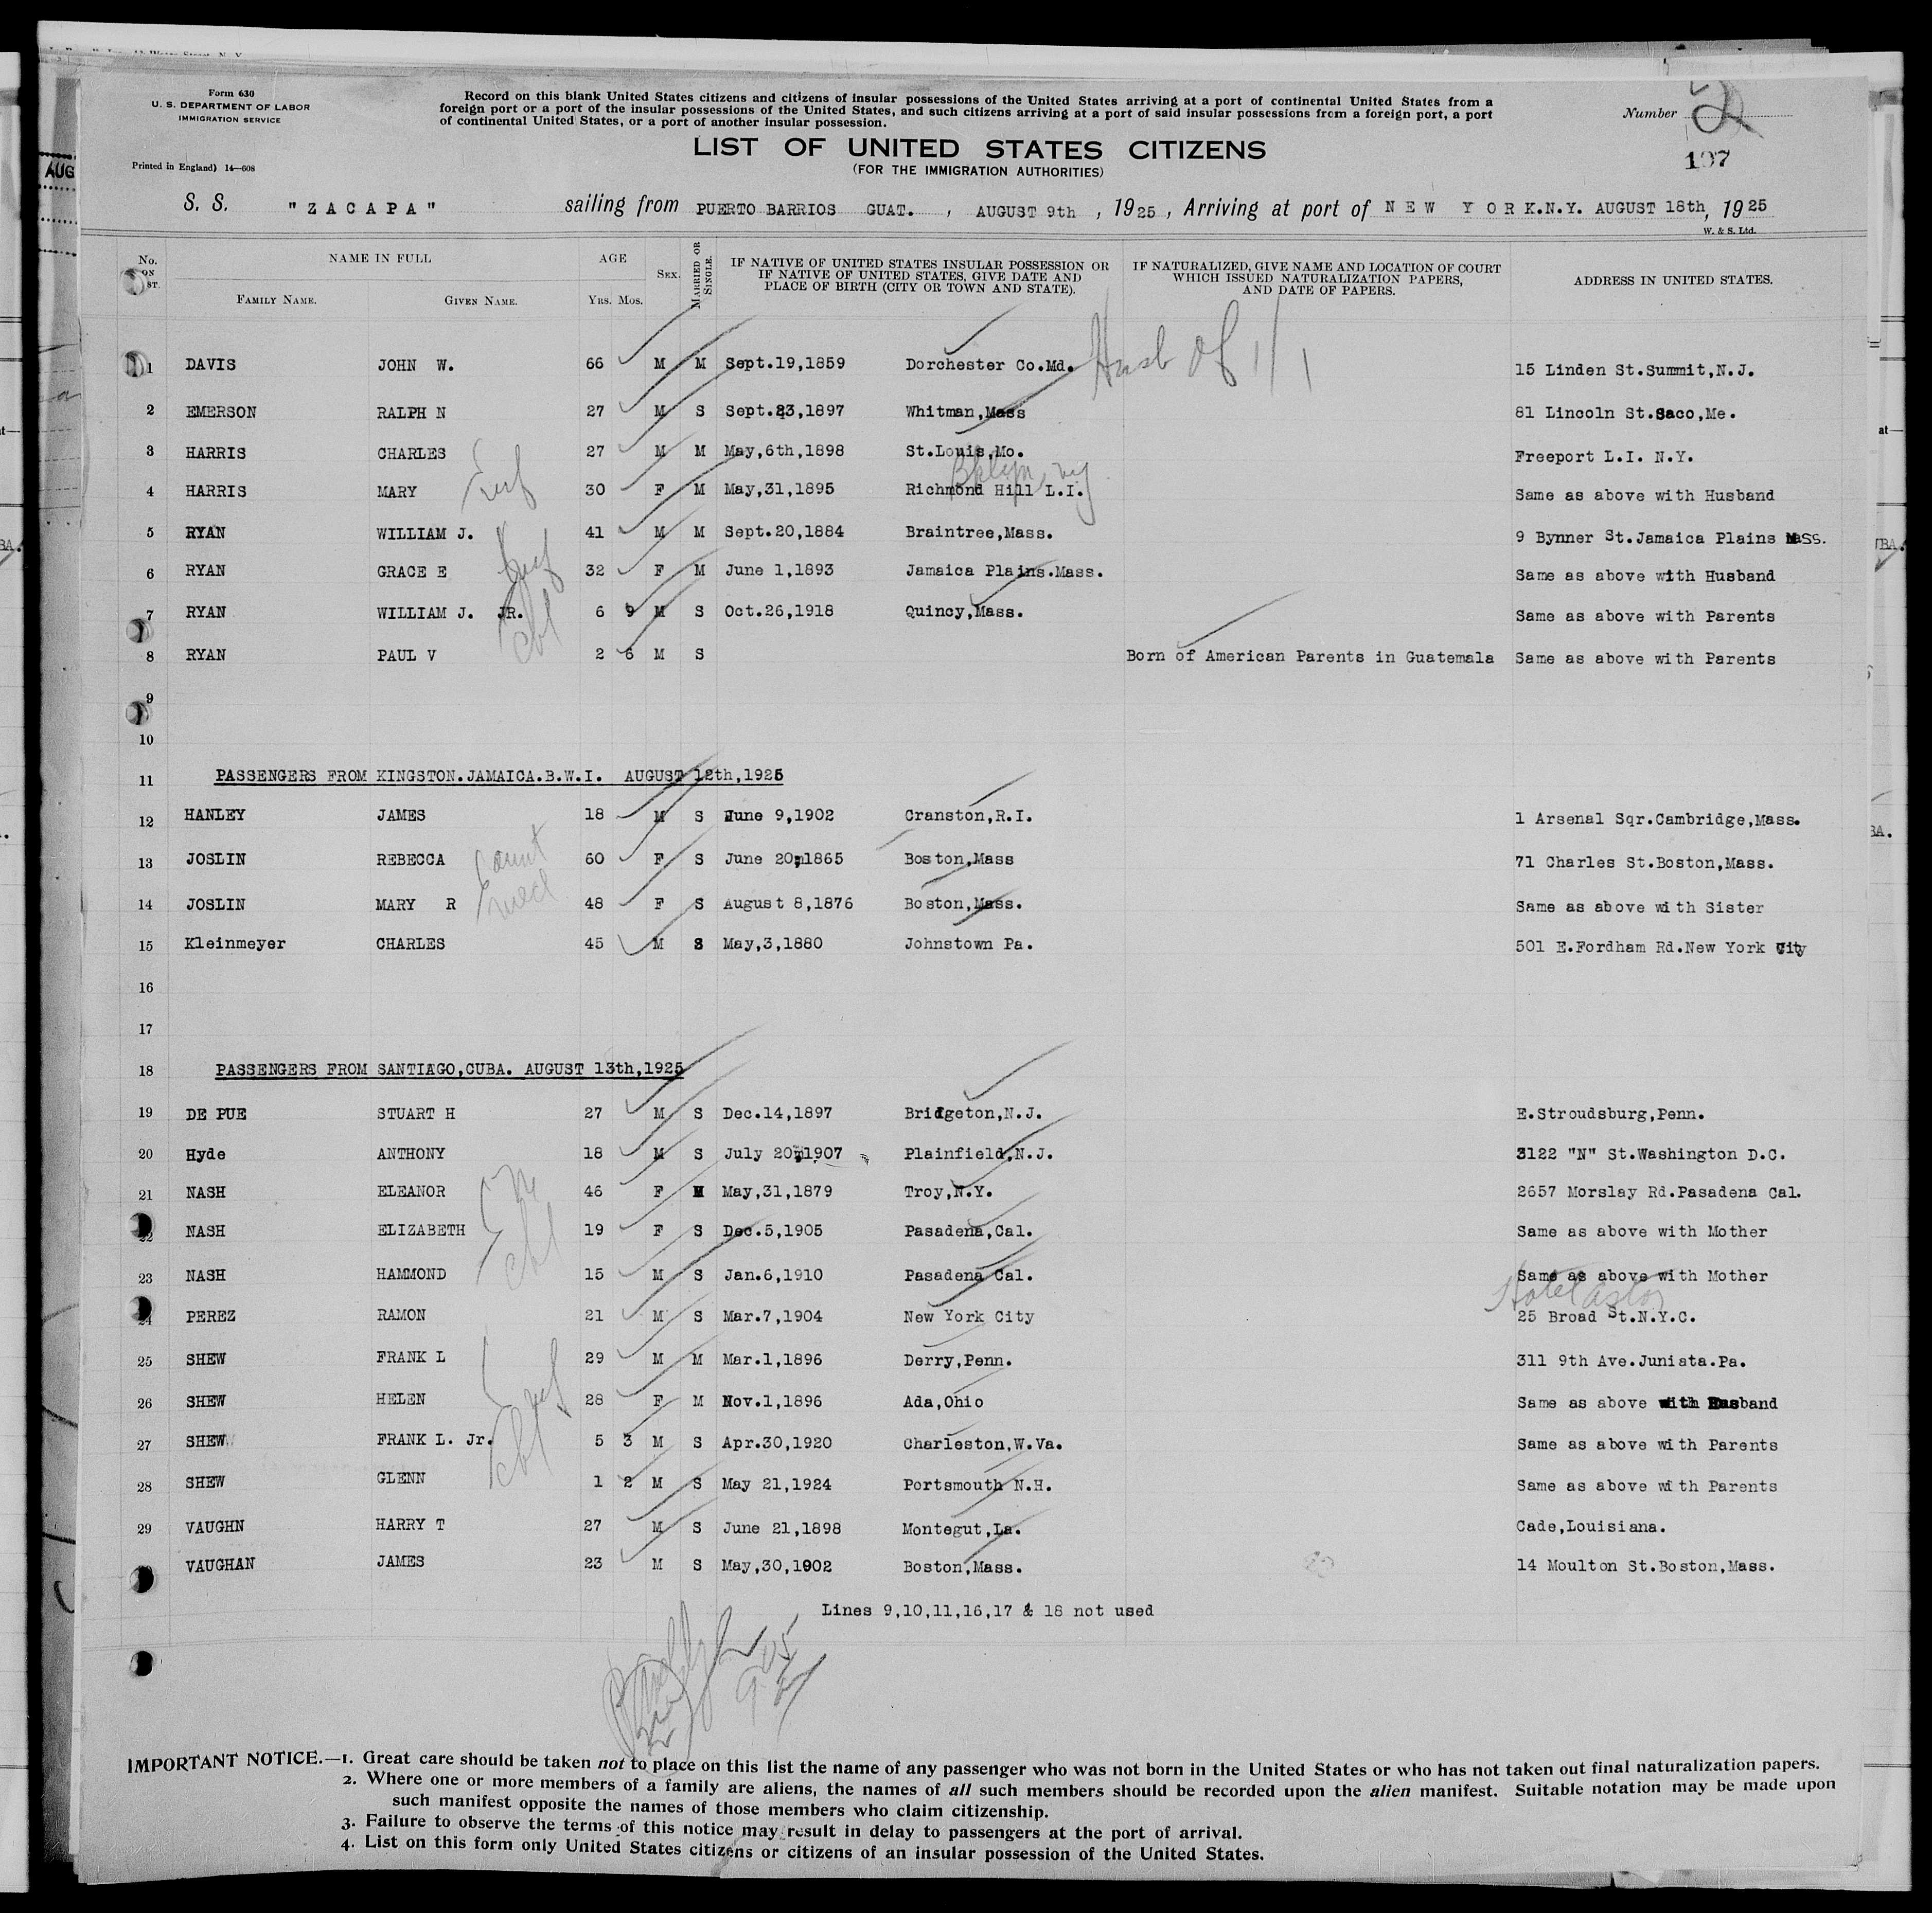 Form 630
U. S. DEPARTMENT OF LABOR
IMMIGRATION SERVICE
Printed in England) 14—608
Record on this blank United States citizens and citizens of insular possessions of the United States arriving at a port of continental United States from a
foreign port or a port of the insular possessions of the United States, and such citizens arriving at a port of said insular possessions from a foreign port, a port
of continental United States, or a port of another insular possession.
Number 2
107
LIST OF UNITED STATES CITIZENS
(FOR THE IMMIGRATION AUTHORITIES)
S. S. "ZACAPA" sailing from PUERTO BARRIOS GUAT. , AUGUST 9th , 1925 , Arriving at port of NEW YORK.N.Y. AUGUST 18th, 1925
W. & S. Ltd.
No. ON ST. NAME IN FULL AGE SEX. MARRIED OR SINGLE. IF NATIVE OF UNITED STATES INSULAR POSSESSION OR IF NATIVE OF UNITED STATES, GIVE DATE AND PLACE OF BIRTH (CITY OR TOWN AND STATE). IF NATURALIZED, GIVE NAME AND LOCATION OF COURT WHICH ISSUED NATURALIZATION PAPERS, AND DATE OF PAPERS. ADDRESS IN UNITED STATES.
FAMILY NAME. GIVEN NAME. YRS. MOS.
1 DAVIS JOHN W. 66 M M Sept.19,1859 Dorchester Co.Md. Husb of 1/1 15 Linden St.Summit,N.J.
2 EMERSON RALPH N 27 M S Sept.23,1897 Whitman,Mass 81 Lincoln St.Saco,Me.
3 HARRIS CHARLES 27 M M May,6th,1898 St.Louis,Mo. Freeport L.I. N.Y.
Bklyn, ny
4 HARRIS MARY 30 F M May,31,1895 Richmond Hill L.I. Same as above with Husband
5 RYAN WILLIAM J. 41 M M Sept.20,1884 Braintree,Mass. 9 Bynner St.Jamaica Plains Mass.
6 RYAN GRACE E 32 F M June 1,1893 Jamaica Plains.Mass. Same as above with Husband
7 RYAN WILLIAM J. JR. 6 9 M S Oct.26,1918 Quincy,Mass. Same as above with Parents
8 RYAN PAUL V 2 6 M S Born of American Parents in Guatemala Same as above with Parents
9
10
11 PASSENGERS FROM KINGSTON.JAMAICA.B.W.I. AUGUST 12th,1925
12 HANLEY JAMES 18 M S June 9,1902 Cranston,R.I. 1 Arsenal Sqr.Cambridge,Mass.
13 JOSLIN REBECCA 60 F S June 20,1865 Boston,Mass 71 Charles St.Boston,Mass.
14 JOSLIN MARY R 48 F S August 8,1876 Boston,Mass. Same as above with Sister
15 Kleinmeyer CHARLES 45 M S May,3,1880 Johnstown Pa. 501 E.Fordham Rd.New York City
16
17
18 PASSENGERS FROM SANTIAGO,CUBA. AUGUST 13th,1925
19 DE PUE STUART H 27 M S Dec.14,1897 Bridgeton,N.J. E.Stroudsburg,Penn.
20 Hyde ANTHONY 18 M S July 20,1907 Plainfield,N.J. 3122 "N" St.Washington D.C.
21 NASH ELEANOR 46 F M May,31,1879 Troy,N.Y. 2657 Morslay Rd.Pasadena Cal.
22 NASH ELIZABETH 19 F S Dec.5,1905 Pasadena,Cal. Same as above with Mother
23 NASH HAMMOND 15 M S Jan.6,1910 Pasadena Cal. Same as above with Mother
Hotel Astor
24 PEREZ RAMON 21 M S Mar.7,1904 New York City 25 Broad St.N.Y.C.
25 SHEW FRANK L 29 M M Mar.1,1896 Derry,Penn. 311 9th Ave.Juniata.Pa.
26 SHEW HELEN 28 F M Nov.1,1896 Ada,Ohio Same as above with Husband
27 SHEW FRANK L. Jr. 5 3 M S Apr.30,1920 Charleston,W.Va. Same as above with Parents
28 SHEW GLENN 1 2 M S May 21,1924 Portsmouth N.H. Same as above with Parents
29 VAUGHN HARRY T 27 M S June 21,1898 Montegut,La. Cade,Louisiana.
VAUGHAN JAMES 23 M S May,30,1902 Boston,Mass. 14 Moulton St.Boston,Mass.
Lines 9,10,11,16,17 & 18 not used
IMPORTANT NOTICE.—1. Great care should be taken not to place on this list the name of any passenger who was not born in the United States or who has not taken out final naturalization papers.
2. Where one or more members of a family are aliens, the names of all such members should be recorded upon the alien manifest. Suitable notation may be made upon
such manifest opposite the names of those members who claim citizenship.
3. Failure to observe the terms of this notice may result in delay to passengers at the port of arrival.
4. List on this form only United States citizens or citizens of an insular possession of the United States.